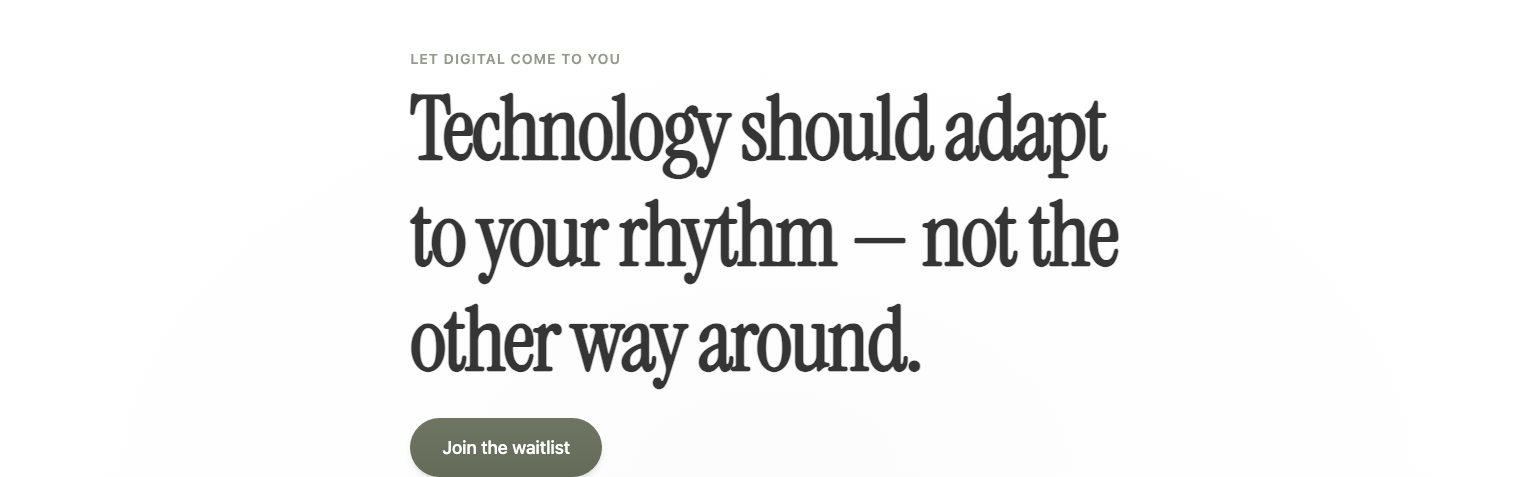 LET DIGITAL COME TO YOU
Technology should adapt
to your rhythm — not the
other way around.
Join the waitlist